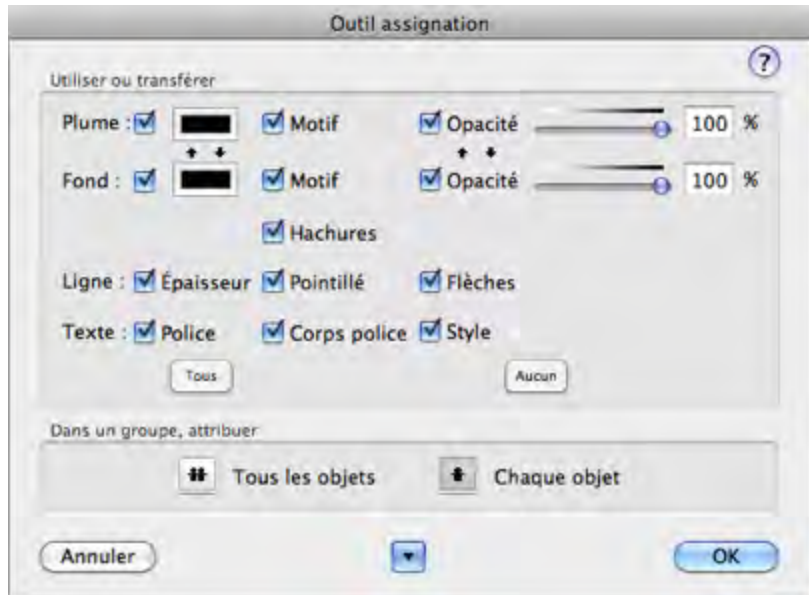 Outil assignation
?
Utiliser ou transférer
Plume : Motif Opacité 100 %
Fond : Motif Opacité 100 %
Hachures
Ligne : Épaisseur Pointillé Flèches
Texte : Police Corps police Style
Tous Aucun
Dans un groupe, attribuer
Tous les objets Chaque objet
Annuler OK